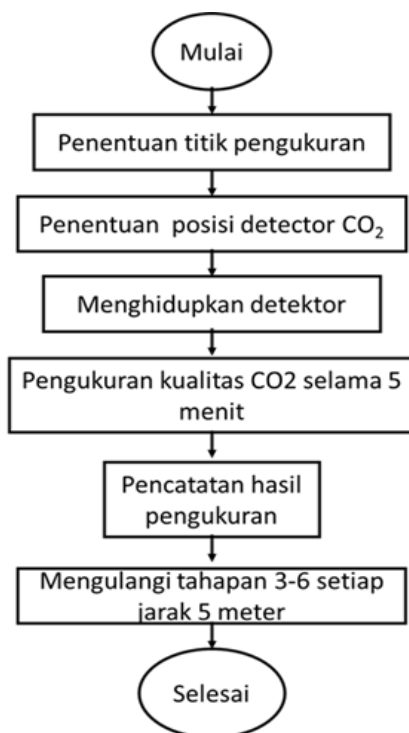 Mulai
Penentuan titik pengukuran
Penentuan posisi detector CO₂
Menghidupkan detektor
Pengukuran kualitas CO2 selama 5
menit
Pencatatan hasil
pengukuran
Mengulangi tahapan 3-6 setiap
jarak 5 meter
Selesai